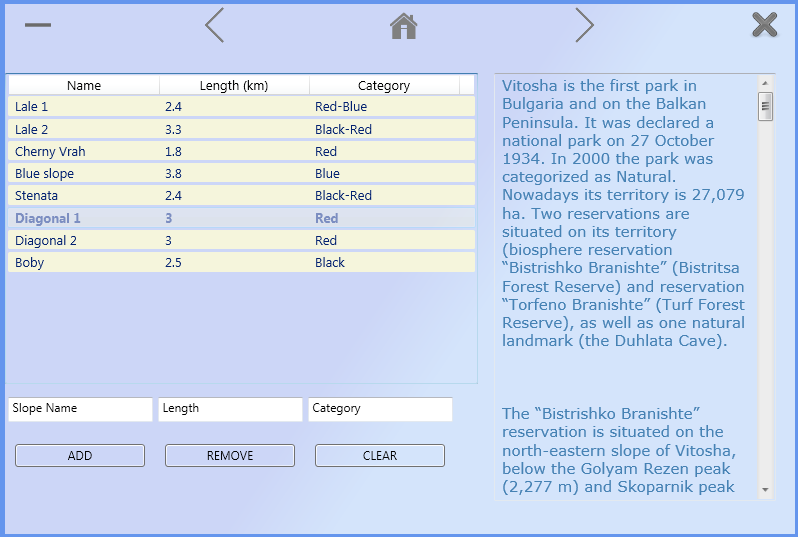 Name Length (km) Category
Lale 1 2.4 Red-Blue
Lale 2 3.3 Black-Red
Cherny Vrah 1.8 Red
Blue slope 3.8 Blue
Stenata 2.4 Black-Red
Diagonal 1 3 Red
Diagonal 2 3 Red
Boby 2.5 Black
Slope Name Length Category
ADD REMOVE CLEAR
Vitosha is the first park in
Bulgaria and on the Balkan
Peninsula. It was declared a
national park on 27 October
1934. In 2000 the park was
categorized as Natural.
Nowadays its territory is 27,079
ha. Two reservations are
situated on its territory
(biosphere reservation
“Bistrishko Branishte” (Bistritsa
Forest Reserve) and reservation
“Torfeno Branishte” (Turf Forest
Reserve), as well as one natural
landmark (the Duhlata Cave).
The “Bistrishko Branishte”
reservation is situated on the
north-eastern slope of Vitosha,
below the Golyam Rezen peak
(2,277 m) and Skoparnik peak